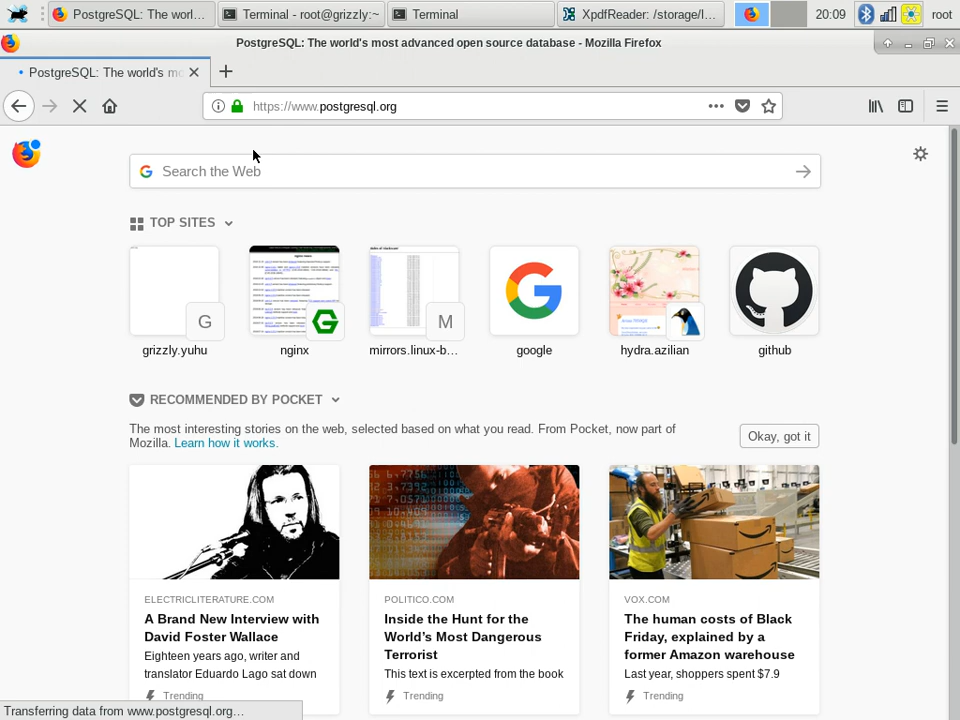 PostgreSQL: The worl...
Terminal - root@grizzly:~
Terminal
XpdfReader: /storage/l...
20:09
root
PostgreSQL: The world's most advanced open source database - Mozilla Firefox
PostgreSQL: The world's mo
https://www.postgresql.org
Search the Web
TOP SITES
G
M
grizzly.yuhu
nginx
mirrors.linux-b...
google
hydra.azilian
github
RECOMMENDED BY POCKET
The most interesting stories on the web, selected based on what you read. From Pocket, now part of
Mozilla. Learn how it works.
Okay, got it
ELECTRICLITERATURE.COM
A Brand New Interview with
David Foster Wallace
Eighteen years ago, writer and
translator Eduardo Lago sat down
Trending
POLITICO.COM
Inside the Hunt for the
World's Most Dangerous
Terrorist
This text is excerpted from the book
Trending
VOX.COM
The human costs of Black
Friday, explained by a
former Amazon warehouse
Last year, shoppers spent $7.9
Trending
Transferring data from www.postgresql.org...